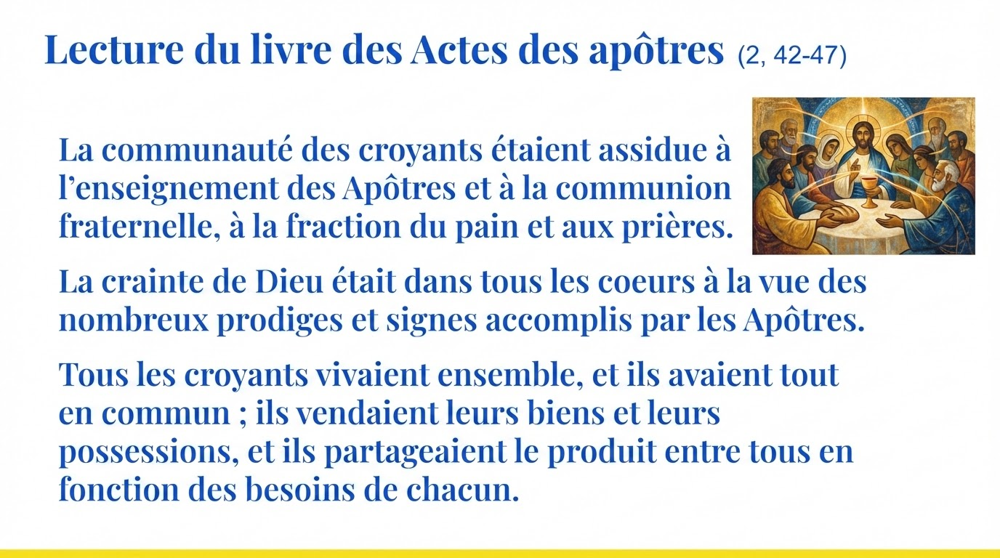 Lecture du livre des Actes des apôtres (2, 42-47)
La communauté des croyants étaient assidue à
l’enseignement des Apôtres et à la communion
fraternelle, à la fraction du pain et aux prières.
La crainte de Dieu était dans tous les coeurs à la vue des
nombreux prodiges et signes accomplis par les Apôtres.
Tous les croyants vivaient ensemble, et ils avaient tout
en commun ; ils vendaient leurs biens et leurs
possessions, et ils partageaient le produit entre tous en
fonction des besoins de chacun.